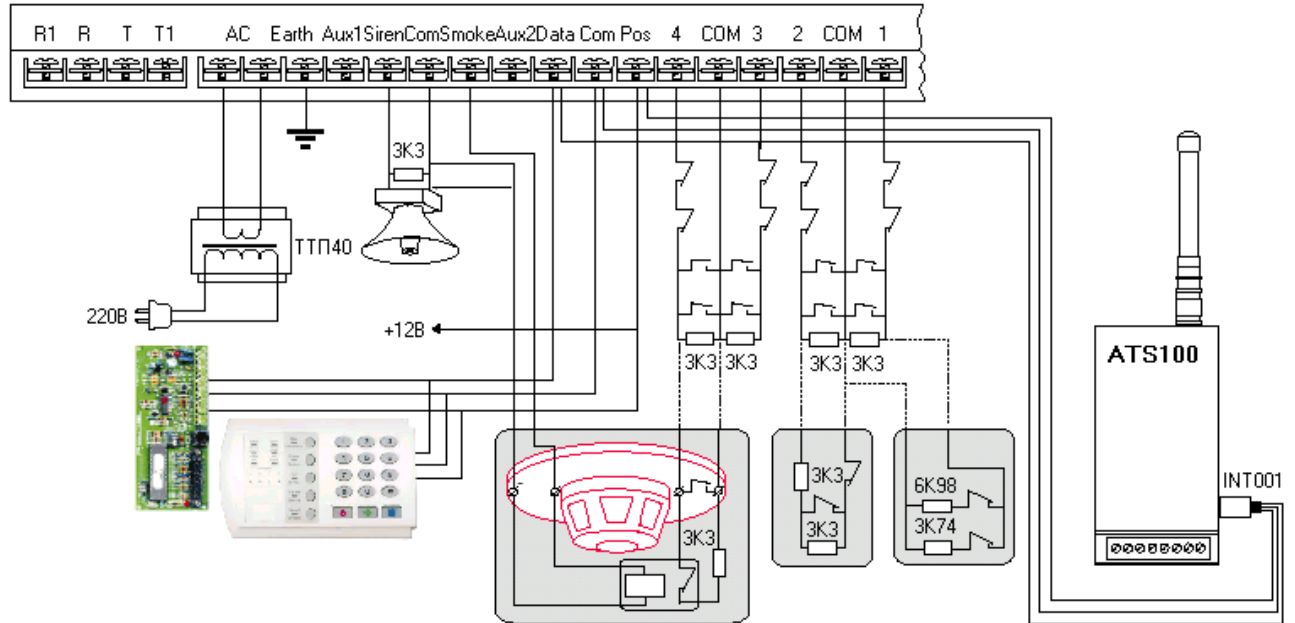 R1 R T T1 AC Earth Aux1 Siren Com Smoke Aux2 Data Com Pos 4 COM 3 2 COM 1
3K3
ТТП40
220В
+12В
3K3 3K3
3K3 3K3
ATS100
INT001
3K3
6K98
3K74
3K3
3K3